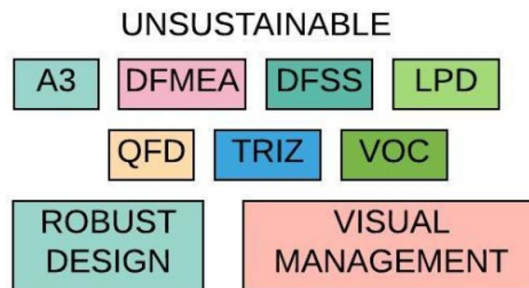 UNSUSTAINABLE
A3 DFMEA DFSS LPD
QFD TRIZ VOC
ROBUST DESIGN
VISUAL MANAGEMENT